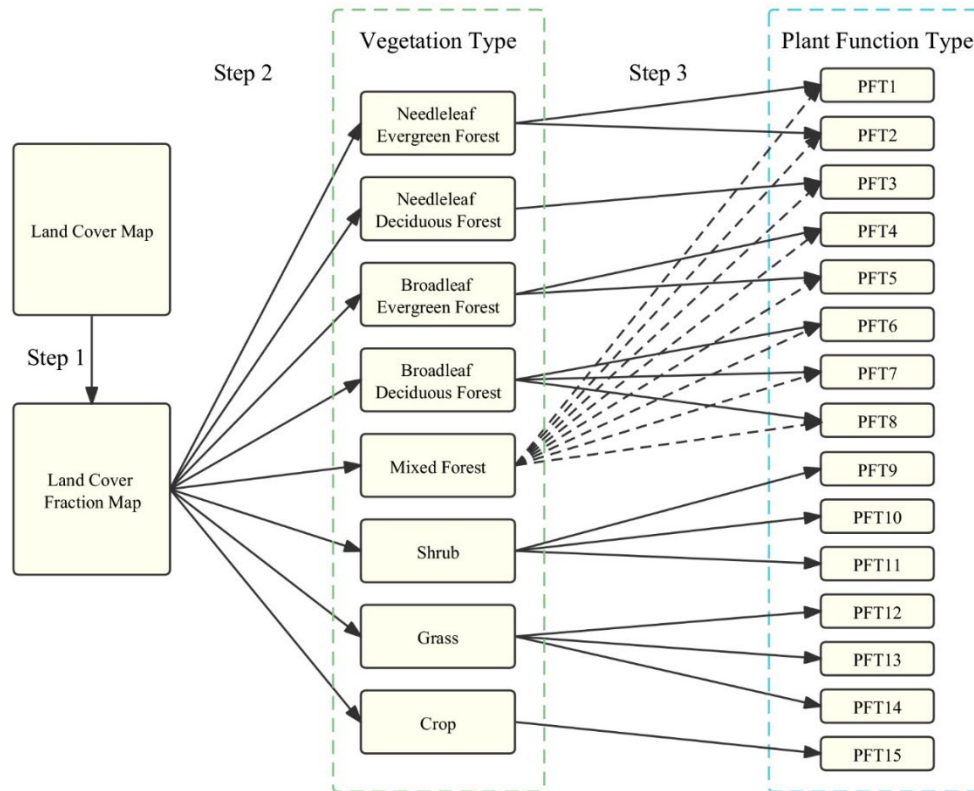 Vegetation Type
Plant Function Type
Step 2
Step 3
Land Cover Map
Step 1
Land Cover
Fraction Map
Needleleaf
Evergreen Forest
Needleleaf
Deciduous Forest
Broadleaf
Evergreen Forest
Broadleaf
Deciduous Forest
Mixed Forest
Shrub
Grass
Crop
PFT1
PFT2
PFT3
PFT4
PFT5
PFT6
PFT7
PFT8
PFT9
PFT10
PFT11
PFT12
PFT13
PFT14
PFT15